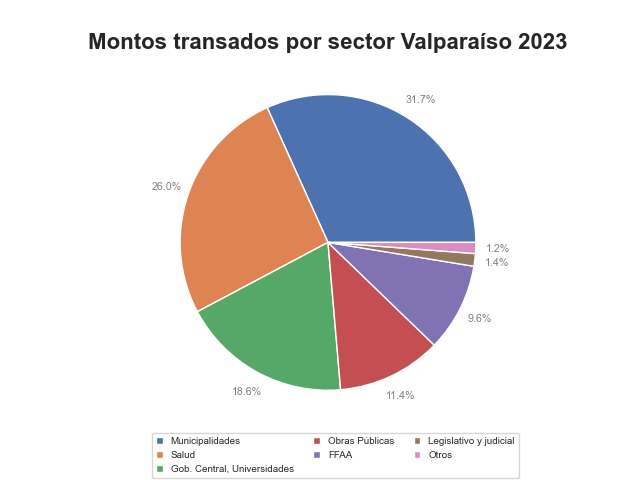 Montos transados por sector Valparaíso 2023
31.7%
26.0%
1.2%
1.4%
9.6%
18.6%
11.4%
Municipalidades
Salud
Gob. Central, Universidades
Obras Públicas
FFAA
Legislativo y judicial
Otros